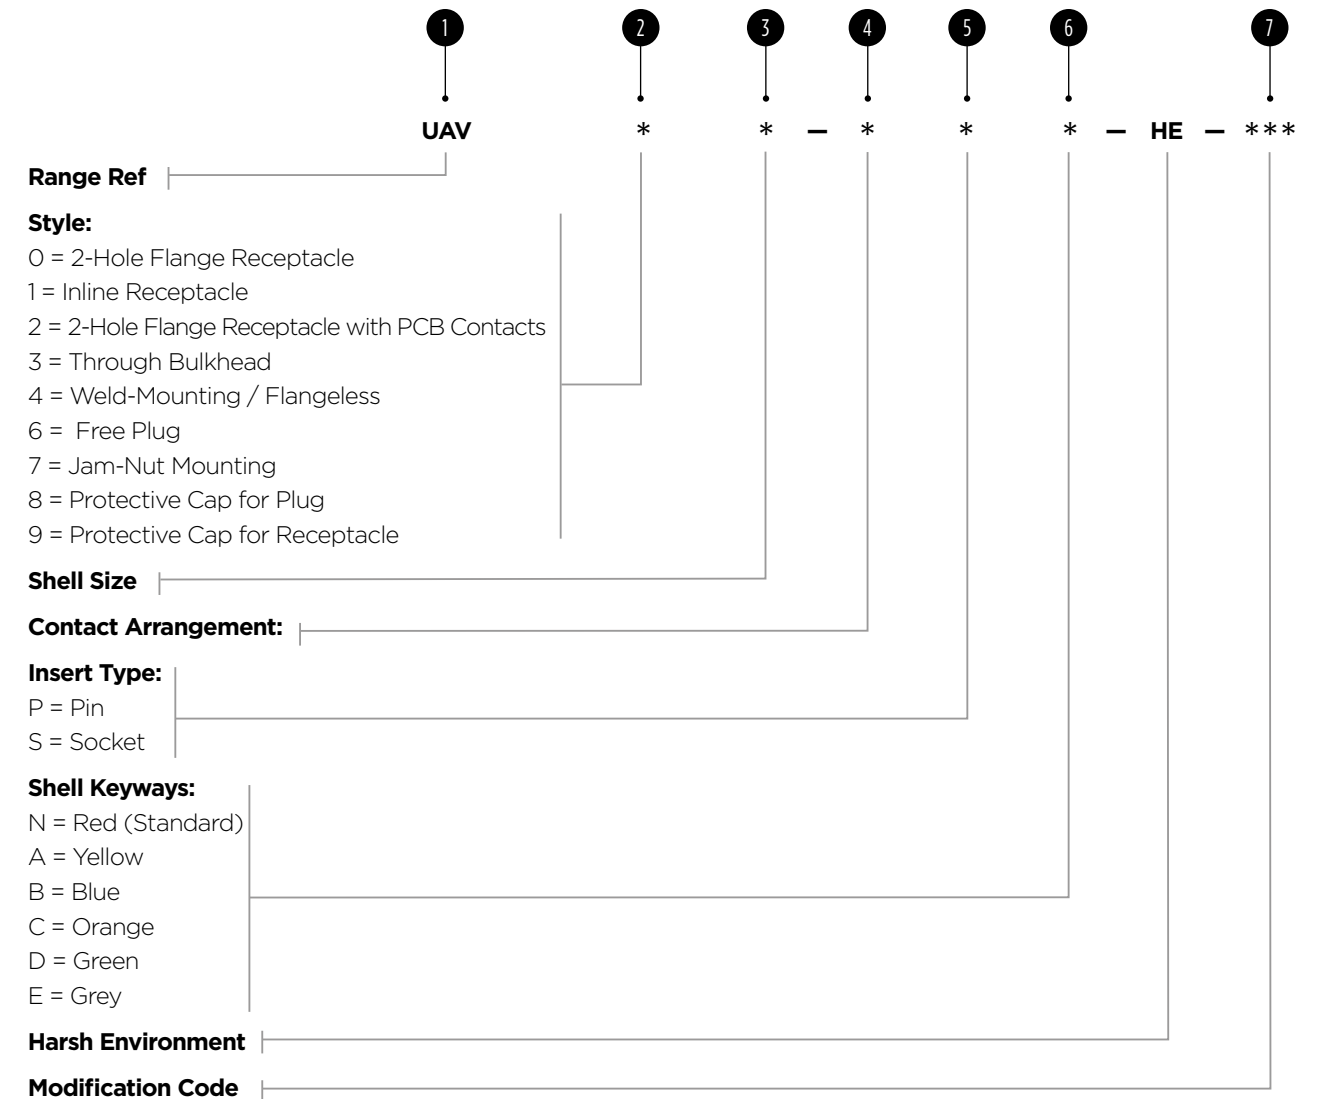 1 2 3 4 5 6 7
UAV * * – * * * – HE – ***
Range Ref
Style:
0 = 2-Hole Flange Receptacle
1 = Inline Receptacle
2 = 2-Hole Flange Receptacle with PCB Contacts
3 = Through Bulkhead
4 = Weld-Mounting / Flangeless
6 = Free Plug
7 = Jam-Nut Mounting
8 = Protective Cap for Plug
9 = Protective Cap for Receptacle
Shell Size
Contact Arrangement:
Insert Type:
P = Pin
S = Socket
Shell Keyways:
N = Red (Standard)
A = Yellow
B = Blue
C = Orange
D = Green
E = Grey
Harsh Environment
Modification Code